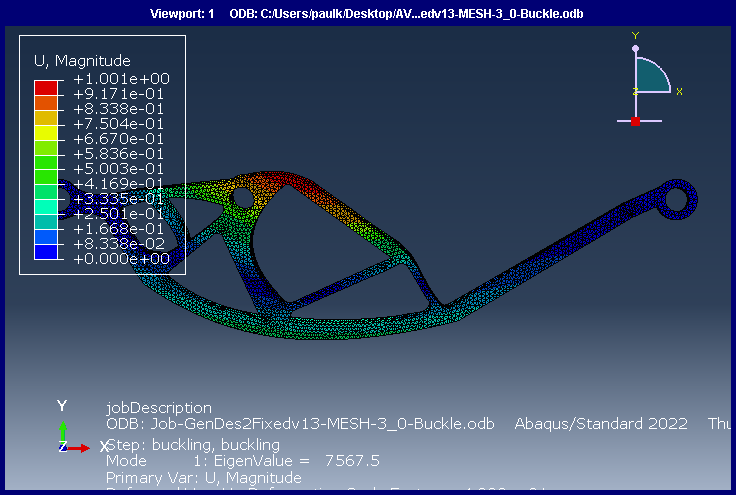 Viewport: 1 ODB: C:/Users/paulk/Desktop/AV...edv13-MESH-3_0-Buckle.odb
U, Magnitude
+1.001e+00
+9.171e-01
+8.338e-01
+7.504e-01
+6.670e-01
+5.836e-01
+5.003e-01
+4.169e-01
+3.335e-01
+2.501e-01
+1.668e-01
+8.338e-02
+0.000e+00
Y
Z X
Y
Z X
jobDescription
ODB: Job-GenDes2Fixedv13-MESH-3_0-Buckle.odb Abaqus/Standard 2022 Thu
Step: buckling, buckling
Mode 1: EigenValue = 7567.5
Primary Var: U, Magnitude